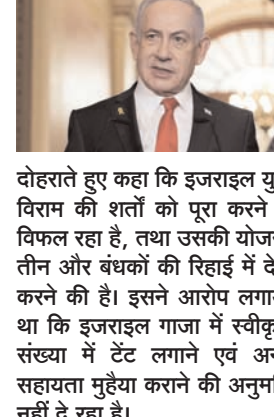 दोहराते हुए कहा कि इजराइल यु
विराम की शर्तों को पूरा करने
विफल रहा है, तथा उसकी योज
तीन और बंधकों की रिहाई में दे
करने की है। इसने आरोप लगा
था कि इजराइल गाजा में स्वीकृ
संख्या में टेंट लगाने एवं अ
सहायता मुहैया कराने की अनुम
नहीं दे रहा है।